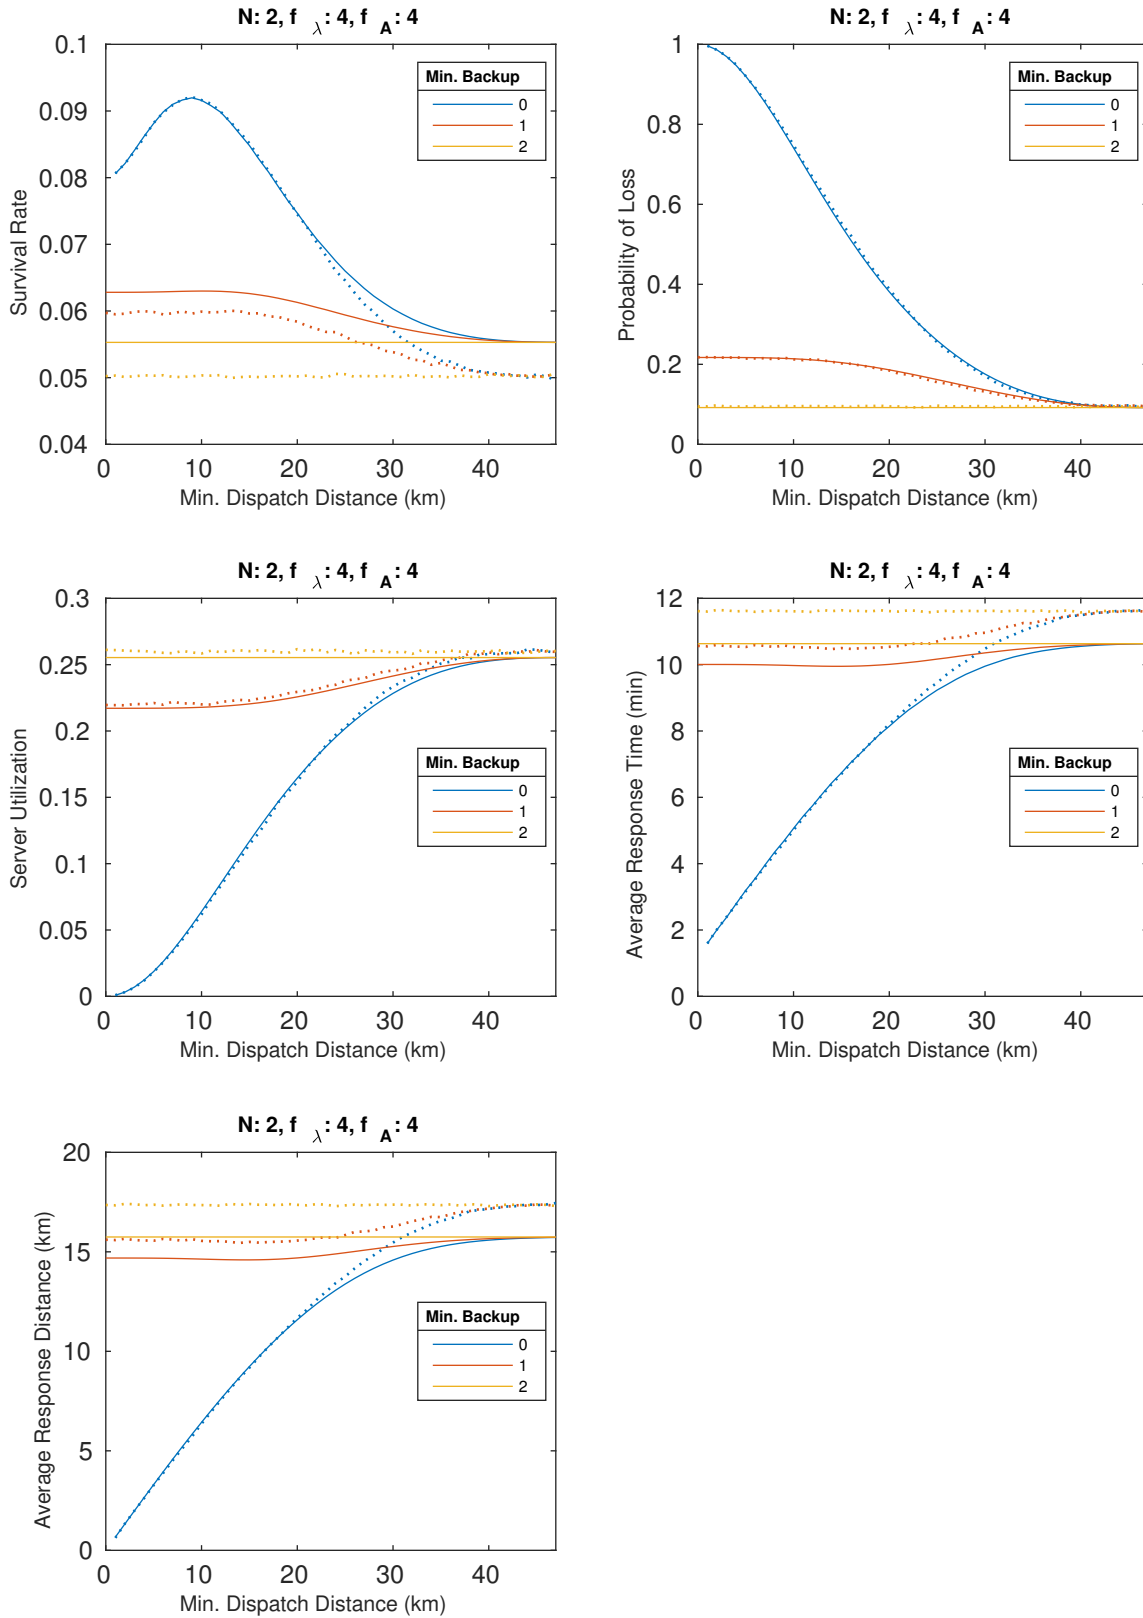 N: 2, f λ: 4, f A: 4
Survival Rate
0.1
0.09
0.08
0.07
0.06
0.05
0.04
Min. Backup
0
1
2
0 10 20 30 40
Min. Dispatch Distance (km)
N: 2, f λ: 4, f A: 4
Probability of Loss
1
0.8
0.6
0.4
0.2
0
Min. Backup
0
1
2
0 10 20 30 40
Min. Dispatch Distance (km)
N: 2, f λ: 4, f A: 4
Server Utilization
0.3
0.25
0.2
0.15
0.1
0.05
0
Min. Backup
0
1
2
0 10 20 30 40
Min. Dispatch Distance (km)
N: 2, f λ: 4, f A: 4
Average Response Time (min)
12
10
8
6
4
2
0
Min. Backup
0
1
2
0 10 20 30 40
Min. Dispatch Distance (km)
N: 2, f λ: 4, f A: 4
Average Response Distance (km)
20
15
10
5
0
Min. Backup
0
1
2
0 10 20 30 40
Min. Dispatch Distance (km)